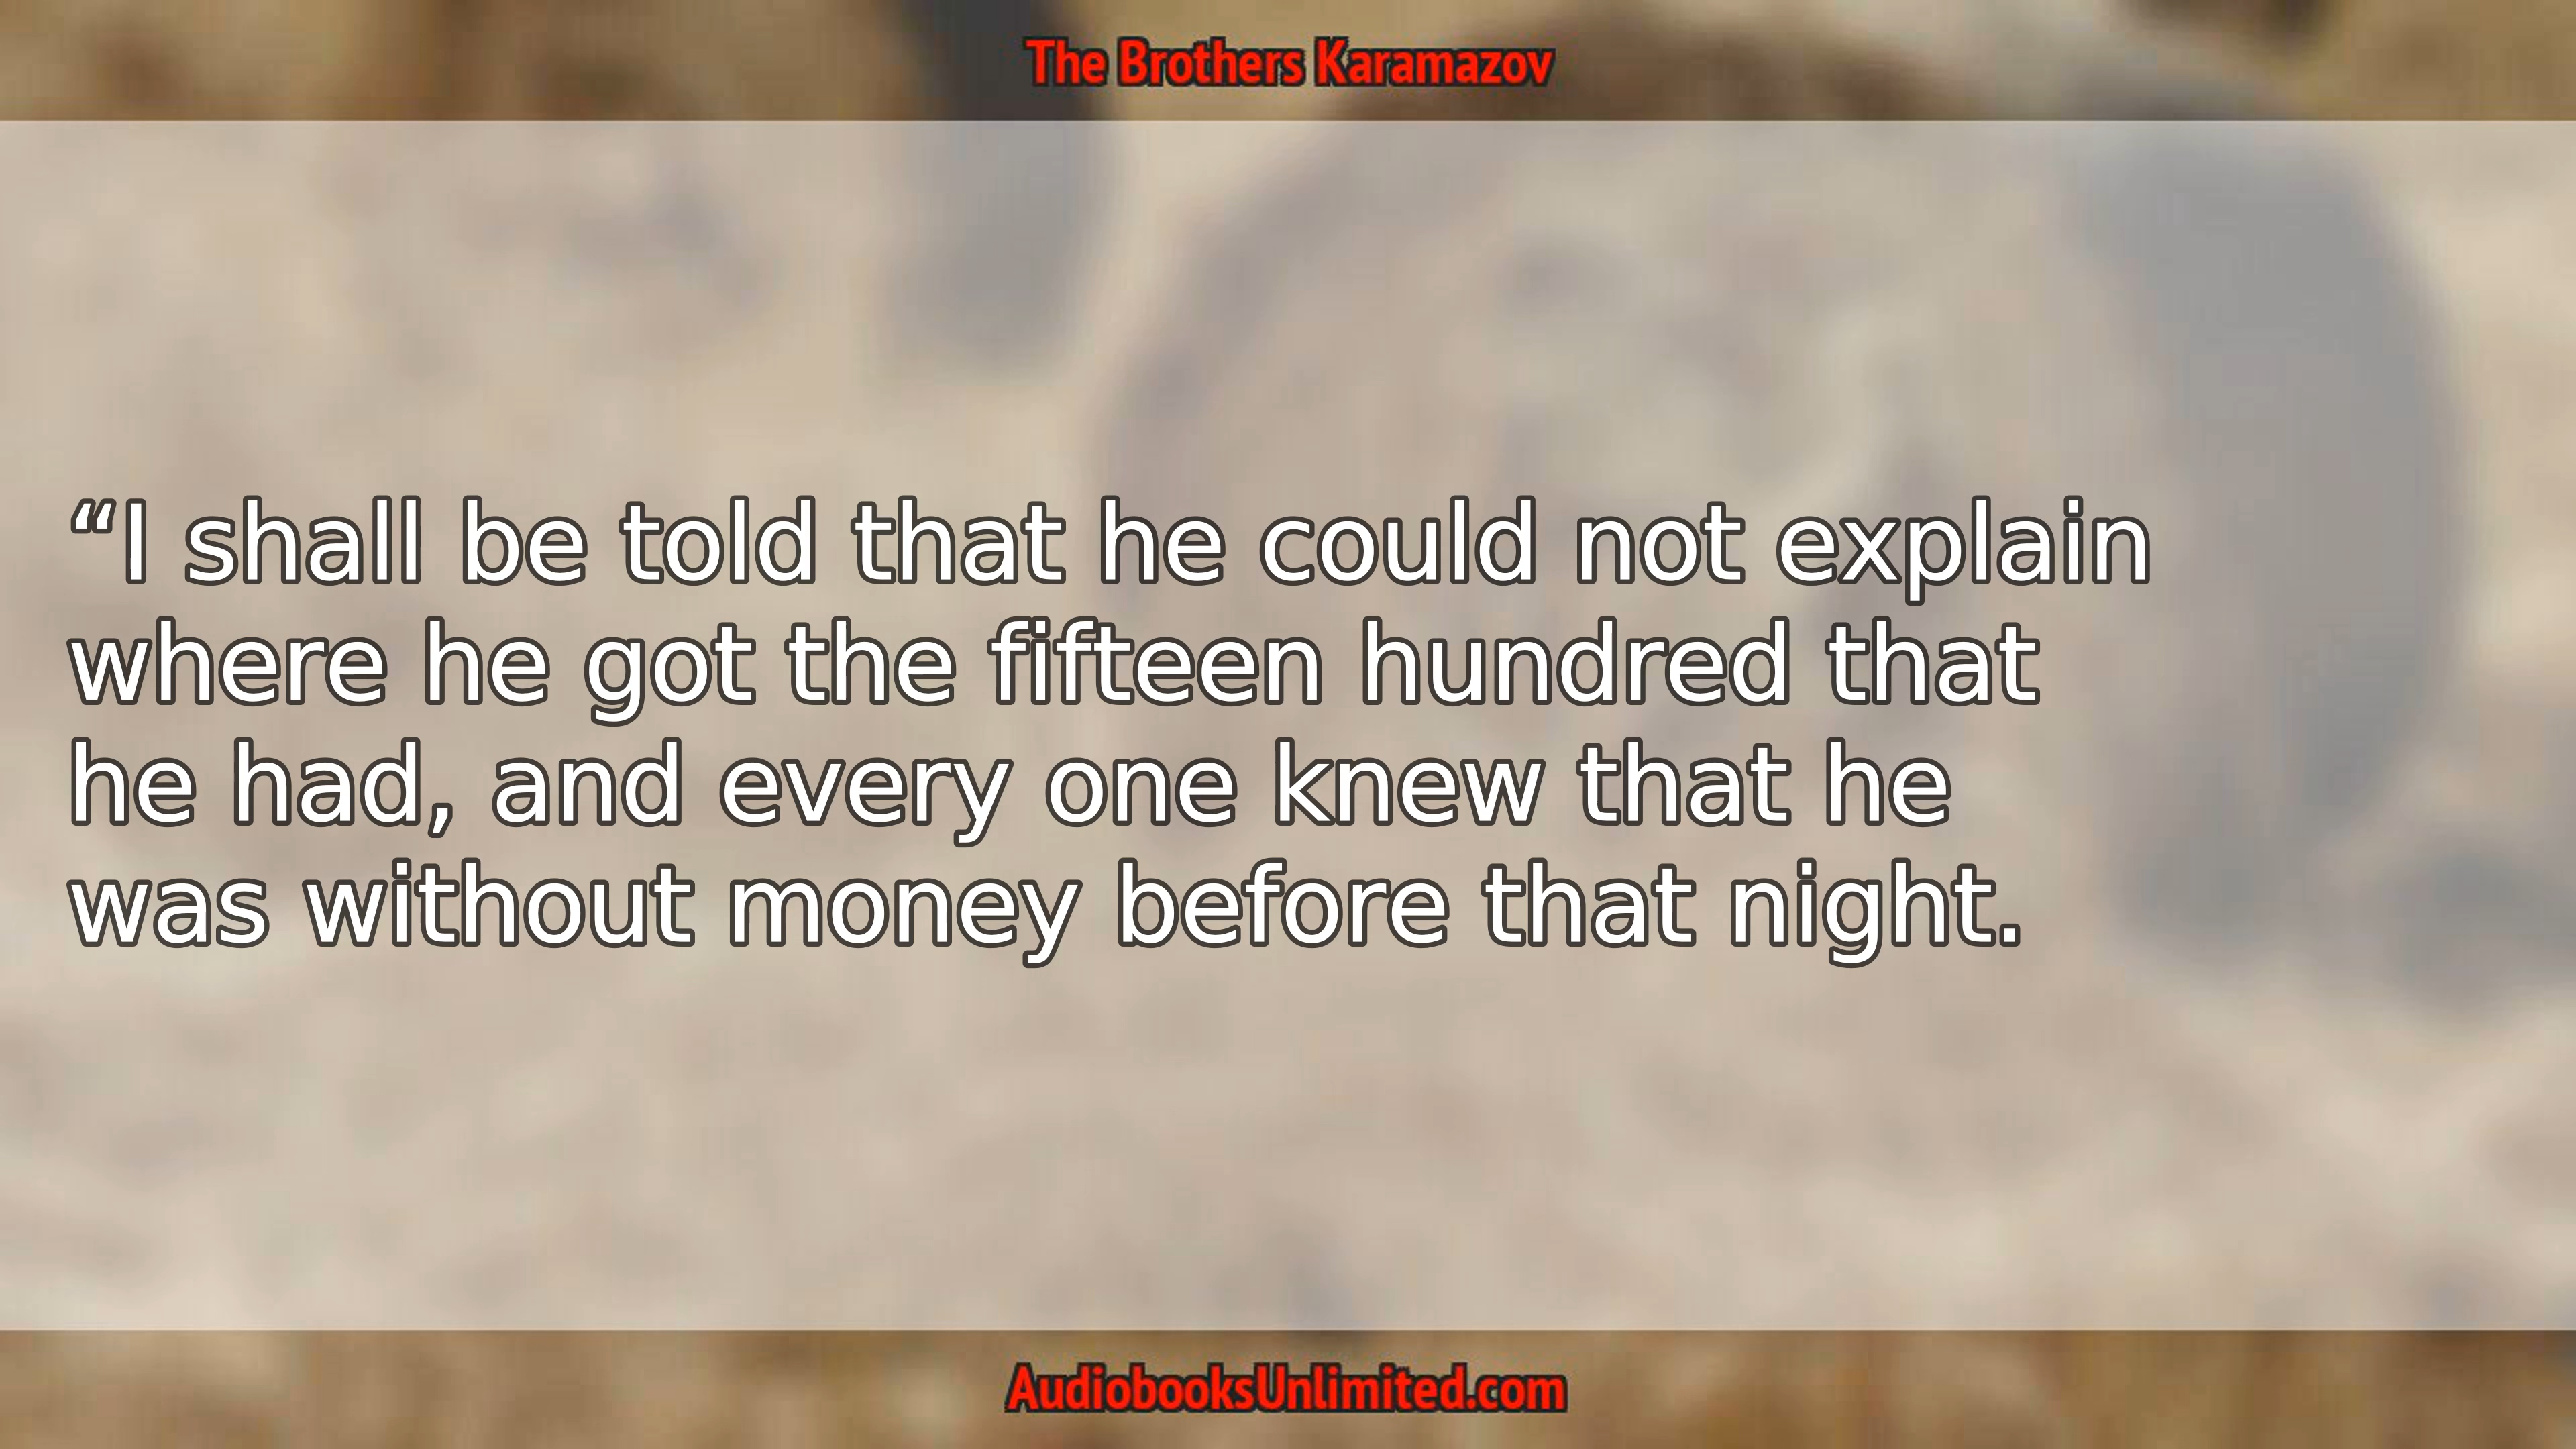 The Brothers Karamazov
“I shall be told that he could not explain
where he got the fifteen hundred that
he had, and every one knew that he
was without money before that night.
AudiobooksUnlimited.com